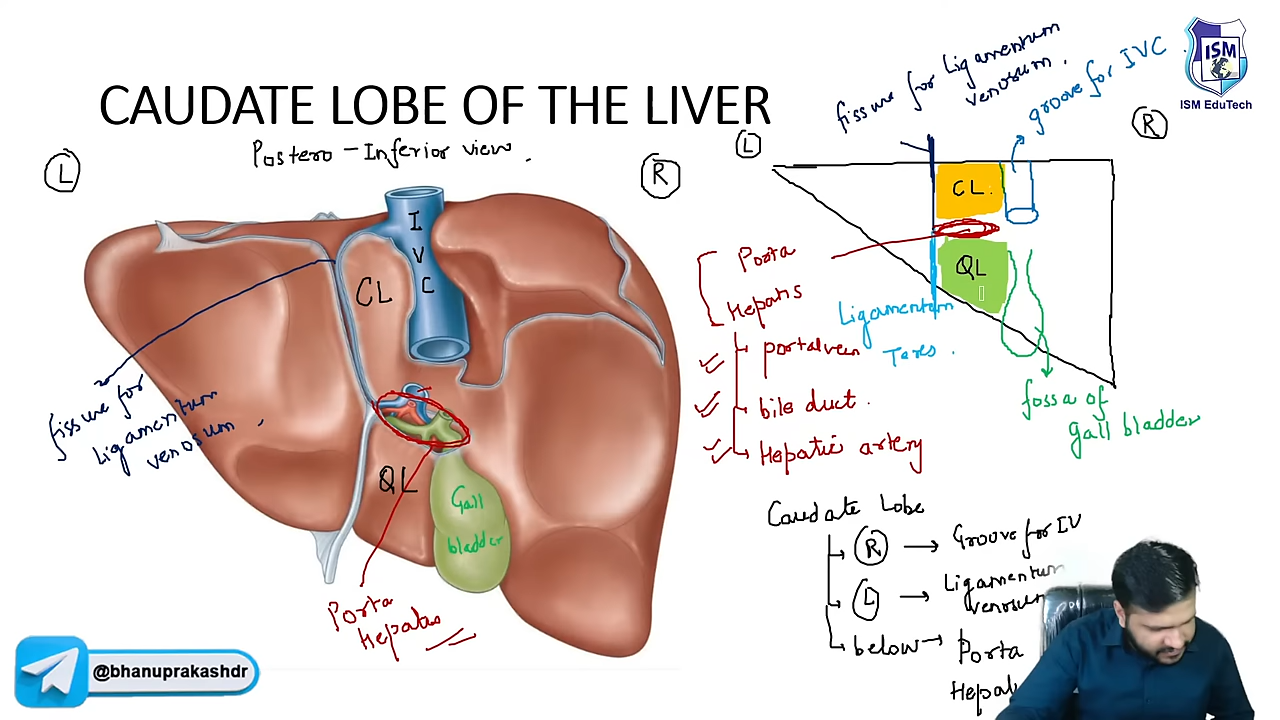 CAUDATE LOBE OF THE LIVER
Postero - Inferior view.
L
R
I
V
C
CL
QL
Gall
bladder
fissure for
ligamentum
venosum.
Porta
Hepatis
@bhanuprakashdr
fissure for Ligamentum
venosum.
groove for IVC
ISM
ISM EduTech
L
R
CL.
QL
Porta
Hepatis
portal vein
bile duct.
Hepatic artery
Ligamentum
Teres.
fossa of
gall bladder
Caudate Lobe
R → Groove for IV
L → Ligamentum
venosum
below → Porta
Hepat